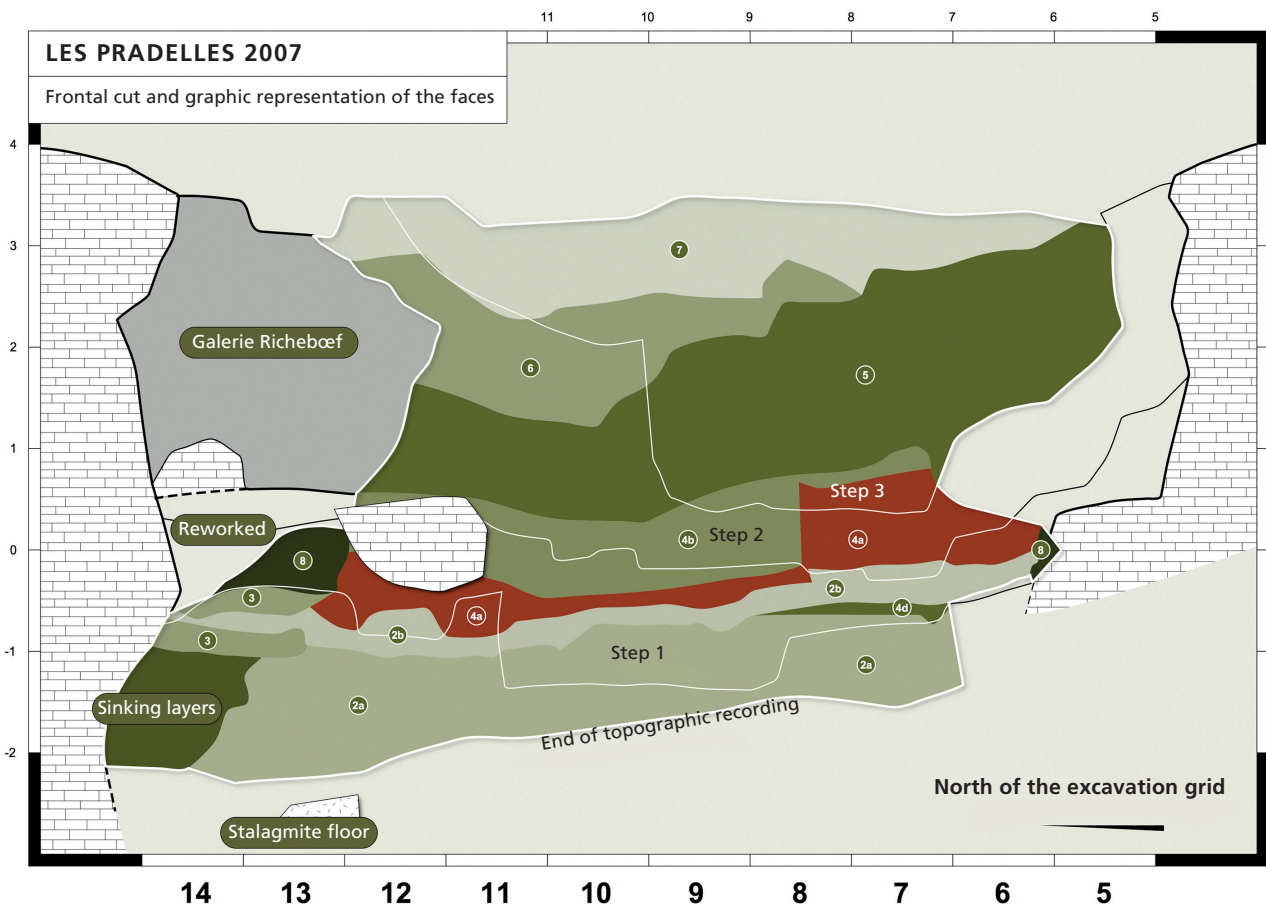 11 10 9 8 7 6 5
LES PRADELLES 2007
Frontal cut and graphic representation of the faces
4
3
7
2
Galerie Richebœf
6
5
1
Step 3
Reworked
4b
Step 2
4a
0
8
8
3
2b
4d
4a
2b
3
-1
Step 1
2a
Sinking layers
2a
End of topographic recording
-2
North of the excavation grid
Stalagmite floor
14 13 12 11 10 9 8 7 6 5